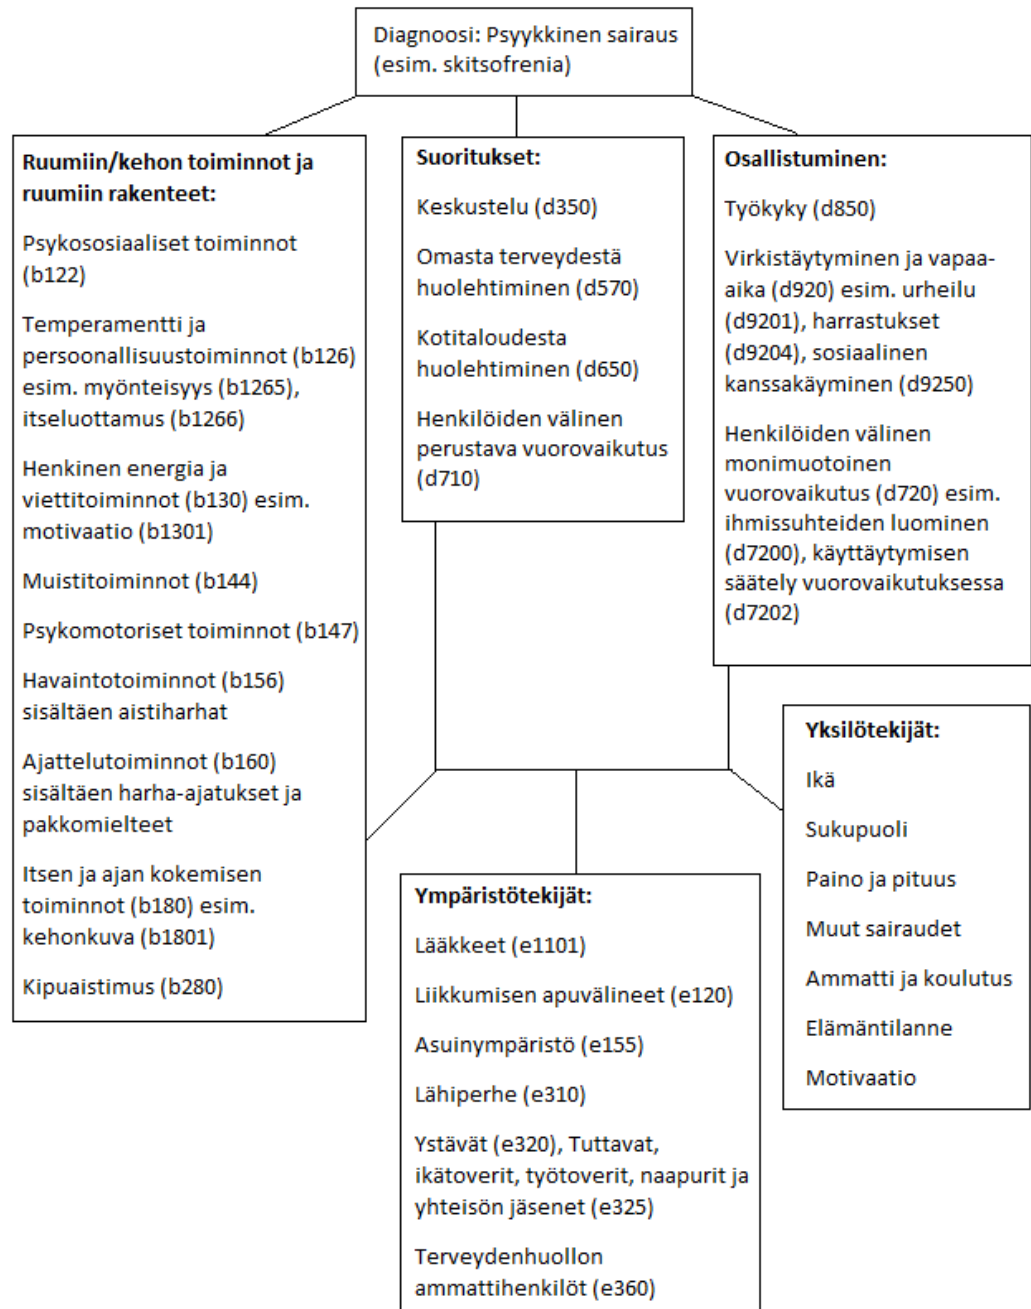 Diagnoosi: Psyykkinen sairaus
(esim. skitsofrenia)
Ruumiin/kehon toiminnot ja
ruumiin rakenteet:
Psykososiaaliset toiminnot
(b122)
Temperamentti ja
persoonallisuustoiminnot (b126)
esim. myönteisyys (b1265),
itseluottamus (b1266)
Henkinen energia ja
viettitoiminnot (b130) esim.
motivaatio (b1301)
Muistitoiminnot (b144)
Psykomotoriset toiminnot (b147)
Havaintotoiminnot (b156)
sisältäen aistiharhat
Ajattelutoiminnot (b160)
sisältäen harha-ajatukset ja
pakkomielteet
Itsen ja ajan kokemisen
toiminnot (b180) esim.
kehonkuva (b1801)
Kipuaistimus (b280)
Suoritukset:
Keskustelu (d350)
Omasta terveydestä
huolehtiminen (d570)
Kotitaloudesta
huolehtiminen (d650)
Henkilöiden välinen
perustava vuorovaikutus
(d710)
Osallistuminen:
Työkyky (d850)
Virkistäytyminen ja vapaa-
aika (d920) esim. urheilu
(d9201), harrastukset
(d9204), sosiaalinen
kanssakäyminen (d9250)
Henkilöiden välinen
monimuotoinen
vuorovaikutus (d720) esim.
ihmissuhteiden luominen
(d7200), käyttäytymisen
säätely vuorovaikutuksessa
(d7202)
Ympäristötekijät:
Lääkkeet (e1101)
Liikkumisen apuvälineet (e120)
Asuinympäristö (e155)
Lähiperhe (e310)
Ystävät (e320), Tuttavat,
ikätoverit, työtoverit, naapurit ja
yhteisön jäsenet (e325)
Terveydenhuollon
ammattihenkilöt (e360)
Yksilötekijät:
Ikä
Sukupuoli
Paino ja pituus
Muut sairaudet
Ammatti ja koulutus
Elämäntilanne
Motivaatio